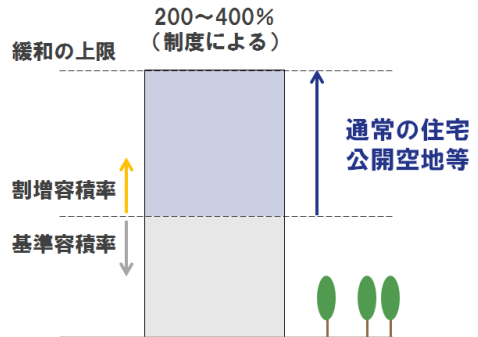 200～400%
（制度による）
緩和の上限
通常の住宅
公開空地等
割増容積率
基準容積率